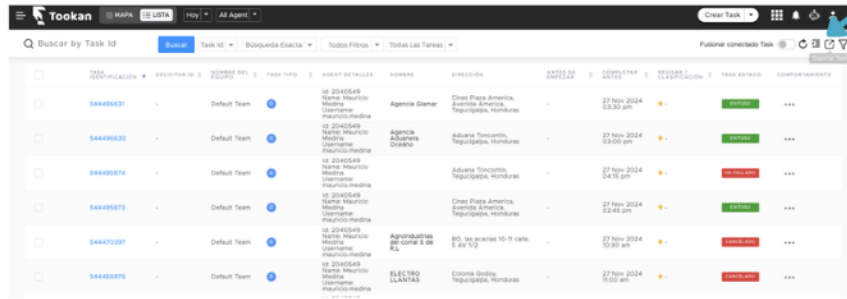 Tookan MAPA LISTA Hoy All Agent Crear Task
Buscar by Task Id Buscar Task Id Búsqueda Exacta Todos Filtros Todas Las Tareas Fusionar conectado Task
Exportar
TASK IDENTIFICACIÓN SOLICITAR ID NOMBRE DEL EQUIPO TASK TIPO AGENT DETALLES NOMBRE DIRECCIÓN ANTES DE EMPEZAR COMPLETAR ANTES REVISAR / CLASIFICACIÓN TASK ESTADO COMPORTAMIENTO
544496631 - Default Team
Id: 2040549
Name: Mauricio
Medina
Username:
mauricio.medina
Agencia Glamar
Cines Plaza America,
Avenida America,
Tegucigalpa, Honduras
-
27 Nov 2024
03:30 pm
-
EXITOSO
544496630 - Default Team
Id: 2040549
Name: Mauricio
Medina
Username:
mauricio.medina
Agencia
Aduanera
Océano
Aduana Toncontin,
Tegucigalpa, Honduras
-
27 Nov 2024
03:00 pm
-
EXITOSO
544495874 - Default Team
Id: 2040549
Name: Mauricio
Medina
Username:
mauricio.medina
Aduana Toncontin,
Tegucigalpa, Honduras
-
27 Nov 2024
04:15 pm
-
HA FALLADO
544495873 - Default Team
Id: 2040549
Name: Mauricio
Medina
Username:
mauricio.medina
Cines Plaza America,
Avenida America,
Tegucigalpa, Honduras
-
27 Nov 2024
02:45 pm
-
EXITOSO
544470397 - Default Team
Id: 2040549
Name: Mauricio
Medina
Username:
mauricio.medina
Agroindustrias
del corral S de
R.L
BO. las acacias 10-11 calle,
5 AV 1/2
-
27 Nov 2024
10:30 am
-
CANCELADO
544466579 - Default Team
Id: 2040549
Name: Mauricio
Medina
Username:
mauricio.medina
ELECTRO
LLANTAS
Colonia Godoy,
Tegucigalpa, Honduras
-
27 Nov 2024
11:00 am
-
CANCELADO